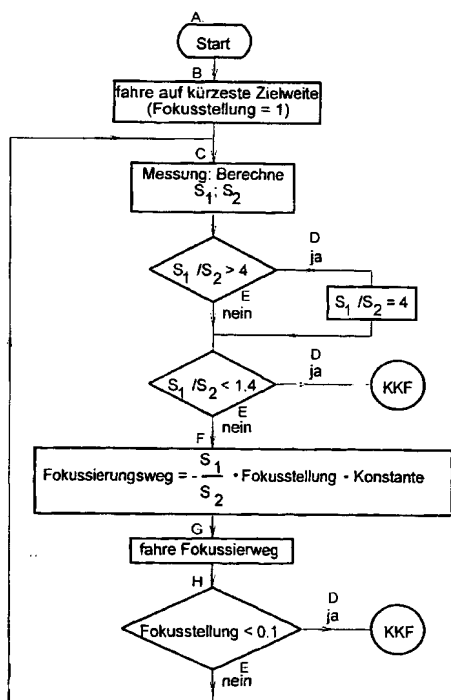 A.
Start
B
fahre auf kürzeste Zielweite
(Fokusstellung = 1)
C
Messung: Berechne
S1; S2
S1 /S2 > 4
D
ja
S1 /S2 = 4
E
nein
S1 /S2 < 1.4
D
ja
KKF
E
nein
F
Fokussierungsweg = - S1/S2 • Fokusstellung - Konstante
G
fahre Fokussierweg
H
Fokusstellung < 0.1
D
ja
KKF
E
nein